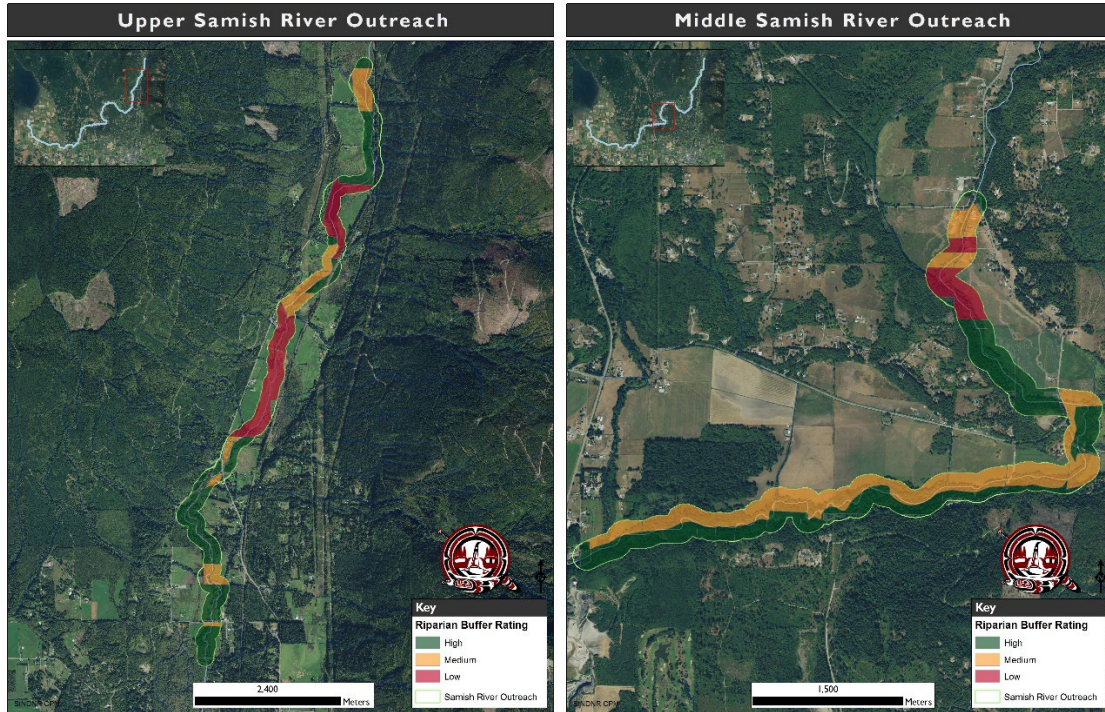 Upper Samish River Outreach
Key
Riparian Buffer Rating
High
Medium
Low
Samish River Outreach
2,400
Meters
Middle Samish River Outreach
Key
Riparian Buffer Rating
High
Medium
Low
Samish River Outreach
1,500
Meters